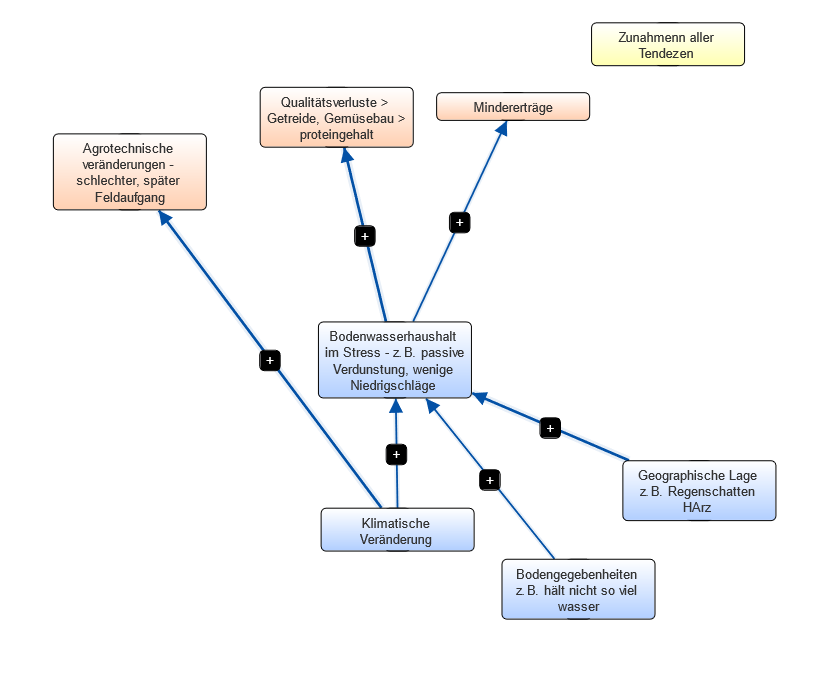 Zunahmenn aller
Tendezen
Qualitätsverluste >
Getreide, Gemüsebau >
proteingehalt
Mindererträge
Agrotechnische
veränderungen -
schlechter, später
Feldaufgang
+
+
Bodenwasserhaushalt
im Stress - z. B. passive
Verdunstung, wenige
Niedrigschläge
+
+
+
+
Geographische Lage
z. B. Regenschatten
HArz
Klimatische
Veränderung
Bodengegebenheiten
z. B. hält nicht so viel
wasser